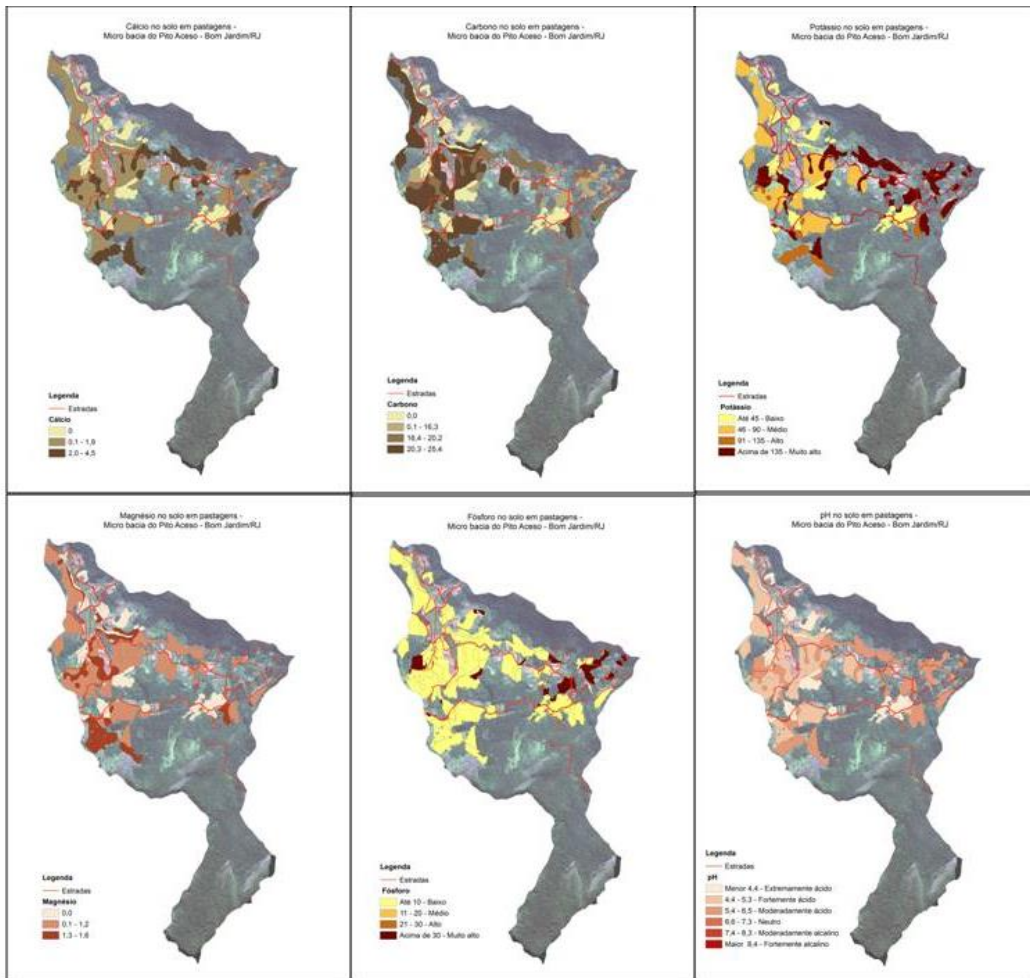 Cálcio no solo em pastagens -
Micro bacia do Pito Aceso - Bom Jardim/RJ
Legenda
Estradas
Cálcio
0
0,1 - 1,9
2,0 - 4,5
Carbono no solo em pastagens -
Micro bacia do Pito Aceso - Bom Jardim/RJ
Legenda
Estradas
Carbono
0,0
0,1 - 16,3
16,4 - 20,2
20,3 - 25,4
Potássio no solo em pastagens -
Micro bacia do Pito Aceso - Bom Jardim/RJ
Legenda
Estradas
Potássio
Até 45 - Baixo
46 - 90 - Médio
91 - 135 - Alto
Acima de 135 - Muito alto
Magnésio no solo em pastagens -
Micro bacia do Pito Aceso - Bom Jardim/RJ
Legenda
Estradas
Magnésio
0,0
0,1 - 1,2
1,3 - 1,6
Fósforo no solo em pastagens -
Micro bacia do Pito Aceso - Bom Jardim/RJ
Legenda
Estradas
Fósforo
Até 10 - Baixo
11 - 20 - Médio
21 - 30 - Alto
Acima de 30 - Muito alto
pH no solo em pastagens -
Micro bacia do Pito Aceso - Bom Jardim/RJ
Legenda
Estradas
pH
Menor 4,4 - Extremamente ácido
4,4 - 5,3 - Fortemente ácido
5,4 - 6,5 - Moderadamente ácido
6,6 - 7,3 - Neutro
7,4 - 8,3 - Moderadamente alcalino
Maior 8,4 - Fortemente alcalino